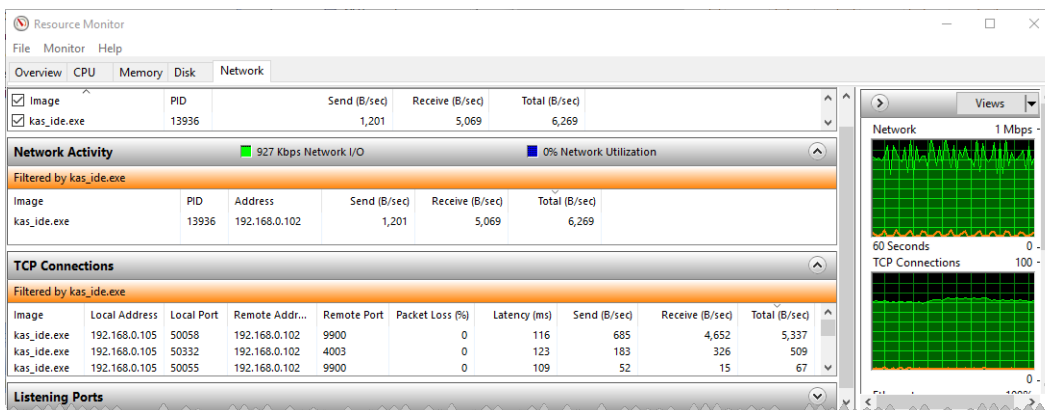 Resource Monitor
File Monitor Help
Overview CPU Memory Disk Network
Image PID Send (B/sec) Receive (B/sec) Total (B/sec)
kas_ide.exe 13936 1,201 5,069 6,269
Network Activity 927 Kbps Network I/O 0% Network Utilization
Filtered by kas_ide.exe
Image PID Address Send (B/sec) Receive (B/sec) Total (B/sec)
kas_ide.exe 13936 192.168.0.102 1,201 5,069 6,269
TCP Connections
Filtered by kas_ide.exe
Image Local Address Local Port Remote Addr... Remote Port Packet Loss (%) Latency (ms) Send (B/sec) Receive (B/sec) Total (B/sec)
kas_ide.exe 192.168.0.105 50058 192.168.0.102 9900 0 116 685 4,652 5,337
kas_ide.exe 192.168.0.105 50332 192.168.0.102 4003 0 123 183 326 509
kas_ide.exe 192.168.0.105 50055 192.168.0.102 9900 0 109 52 15 67
Listening Ports
Views
Network 1 Mbps
60 Seconds 0
TCP Connections 100
0